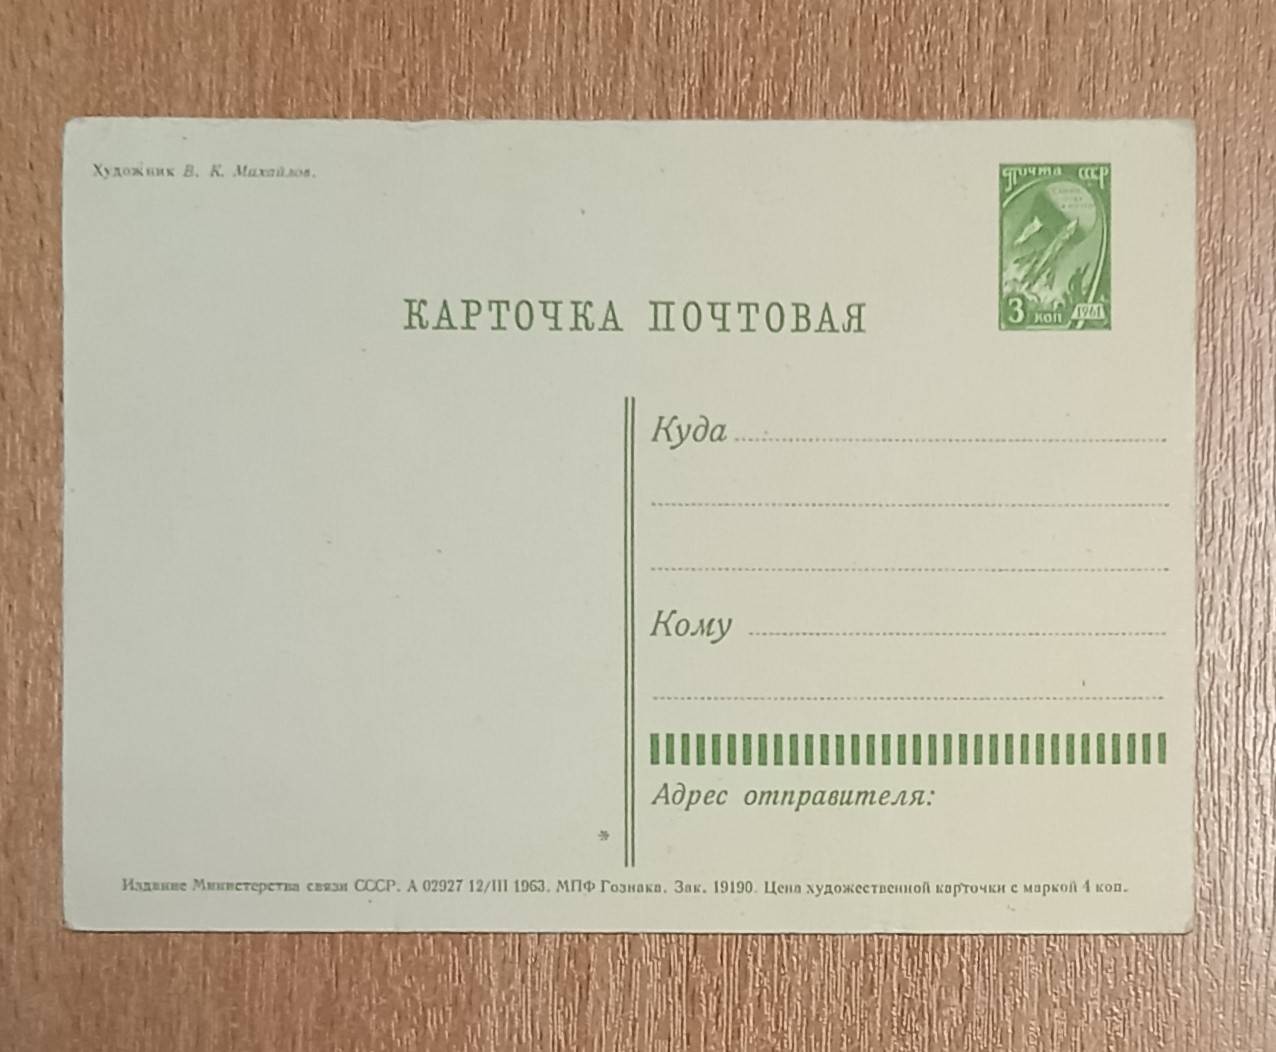 Художник В. К. Михайлов.
Почта СССР
3 коп 1961
КАРТОЧКА ПОЧТОВАЯ
Куда
Кому
Адрес отправителя:
*
Издание Министерства связи СССР. А 02927 12/III 1963. МПФ Гознака. Зак. 19190. Цена художественной карточки с маркой 4 коп.